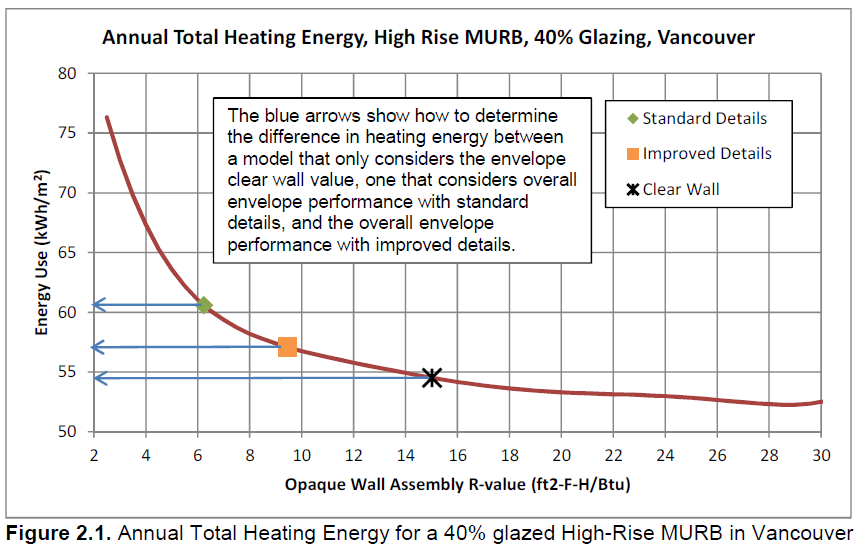 Annual Total Heating Energy, High Rise MURB, 40% Glazing, Vancouver
80
75
70
65
60
55
50
Energy Use (kWh/m²)
The blue arrows show how to determine
the difference in heating energy between
a model that only considers the envelope
clear wall value, one that considers overall
envelope performance with standard
details, and the overall envelope
performance with improved details.
Standard Details
Improved Details
Clear Wall
2 4 6 8 10 12 14 16 18 20 22 24 26 28 30
Opaque Wall Assembly R-value (ft2-F-H/Btu)
Figure 2.1. Annual Total Heating Energy for a 40% glazed High-Rise MURB in Vancouver